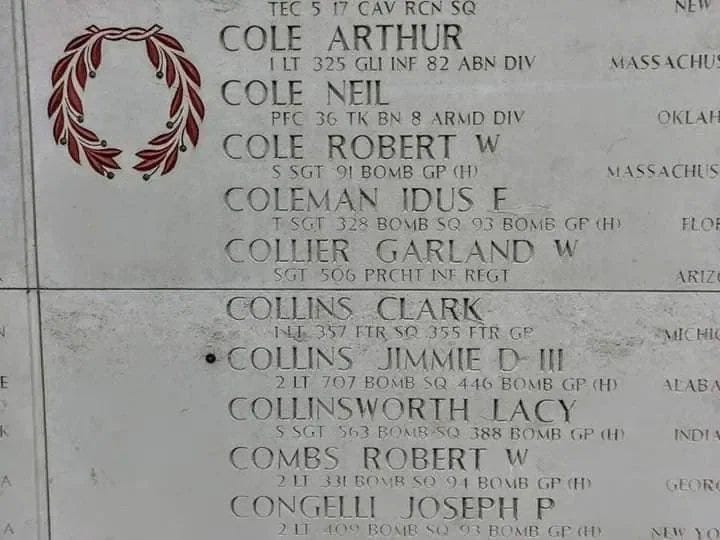 TEC 5 17 CAV RCN SQ NEW
COLE ARTHUR
1 LT 325 GLI INF 82 ABN DIV MASSACHUS
COLE NEIL
PFC 36 TK BN 8 ARMD DIV OKLAH
COLE ROBERT W
S SGT 91 BOMB GP (H) MASSACHUS
COLEMAN IDUS E
T SGT 328 BOMB SQ 93 BOMB GP (H) FLOR
COLLIER GARLAND W
SGT 506 PRCHT INF REGT ARIZO
COLLINS CLARK
1 LT 357 FTR SQ 355 FTR GP MICHIG
COLLINS JIMMIE D III
2 LT 707 BOMB SQ 446 BOMB GP (H) ALABA
COLLINSWORTH LACY
S SGT 563 BOMB SQ 388 BOMB GP (H) INDIA
COMBS ROBERT W
2 LT 331 BOMB SQ 94 BOMB GP (H) GEORG
CONGELLI JOSEPH P
2 LT 409 BOMB SQ 93 BOMB GP (H) NEW YO